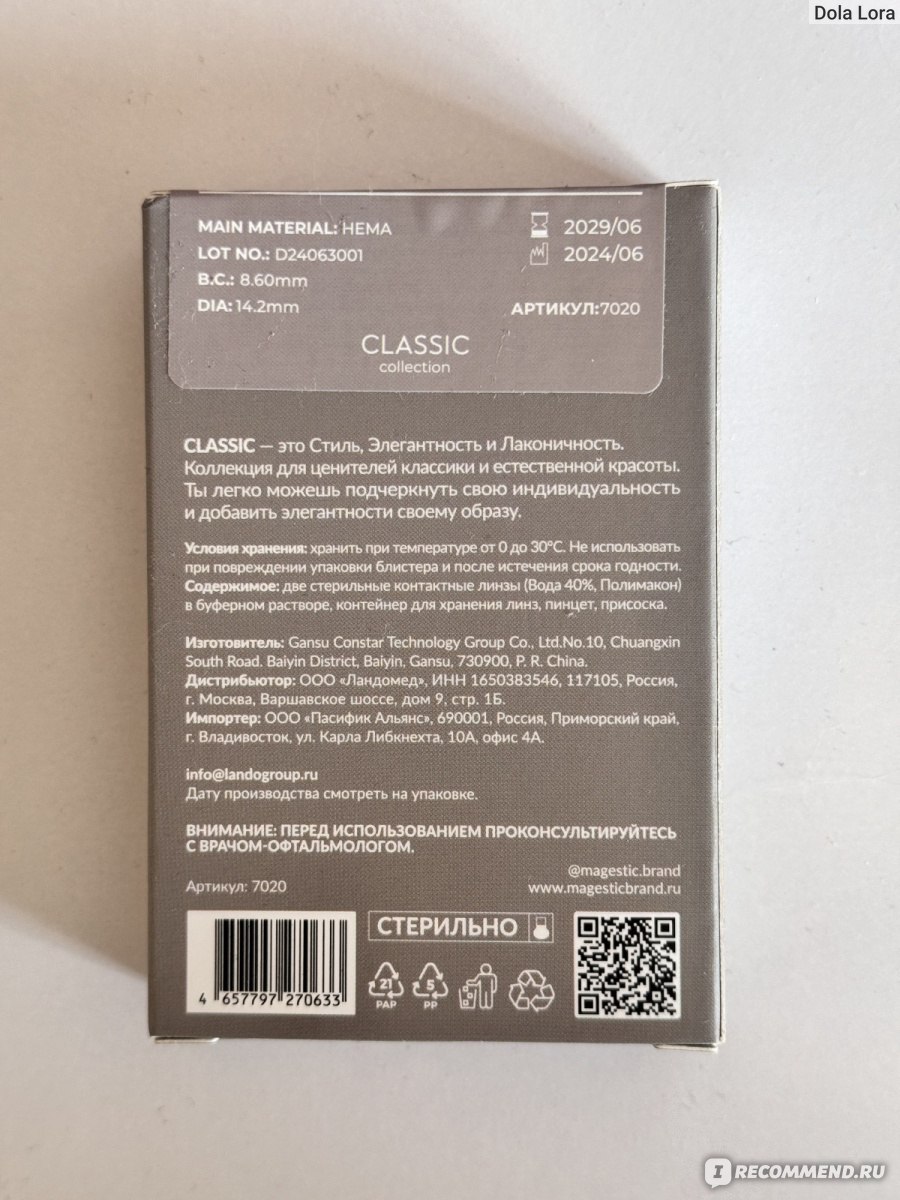 Dola Lora
MAIN MATERIAL: HEMA
2029/06
LOT NO.: D24063001
2024/06
B.C.: 8.60mm
DIA: 14.2mm
АРТИКУЛ:7020
CLASSIC
collection
CLASSIC — это Стиль, Элегантность и Лаконичность.
Коллекция для ценителей классики и естественной красоты.
Ты легко можешь подчеркнуть свою индивидуальность
и добавить элегантности своему образу.
Условия хранения: хранить при температуре от 0 до 30°C. Не использовать
при повреждении упаковки блистера и после истечения срока годности.
Содержимое: две стерильные контактные линзы (Вода 40%, Полимакон)
в буферном растворе, контейнер для хранения линз, пинцет, присоска.
Изготовитель: Gansu Constar Technology Group Co., Ltd.No.10, Chuangxin
South Road. Baiyin District, Baiyin, Gansu, 730900, P. R. China.
Дистрибьютор: ООО «Ландомед», ИНН 1650383546, 117105, Россия,
г. Москва, Варшавское шоссе, дом 9, стр. 1Б.
Импортер: ООО «Пасифик Альянс», 690001, Россия, Приморский край,
г. Владивосток, ул. Карла Либкнехта, 10А, офис 4А.
info@landogroup.ru
Дату производства смотреть на упаковке.
ВНИМАНИЕ: ПЕРЕД ИСПОЛЬЗОВАНИЕМ ПРОКОНСУЛЬТИРУЙТЕСЬ
С ВРАЧОМ-ОФТАЛЬМОЛОГОМ.
@magestic.brand
Артикул: 7020
www.magesticbrand.ru
СТЕРИЛЬНО
21
PAP
5
PP
4 657797 270633
IRECOMMEND.RU